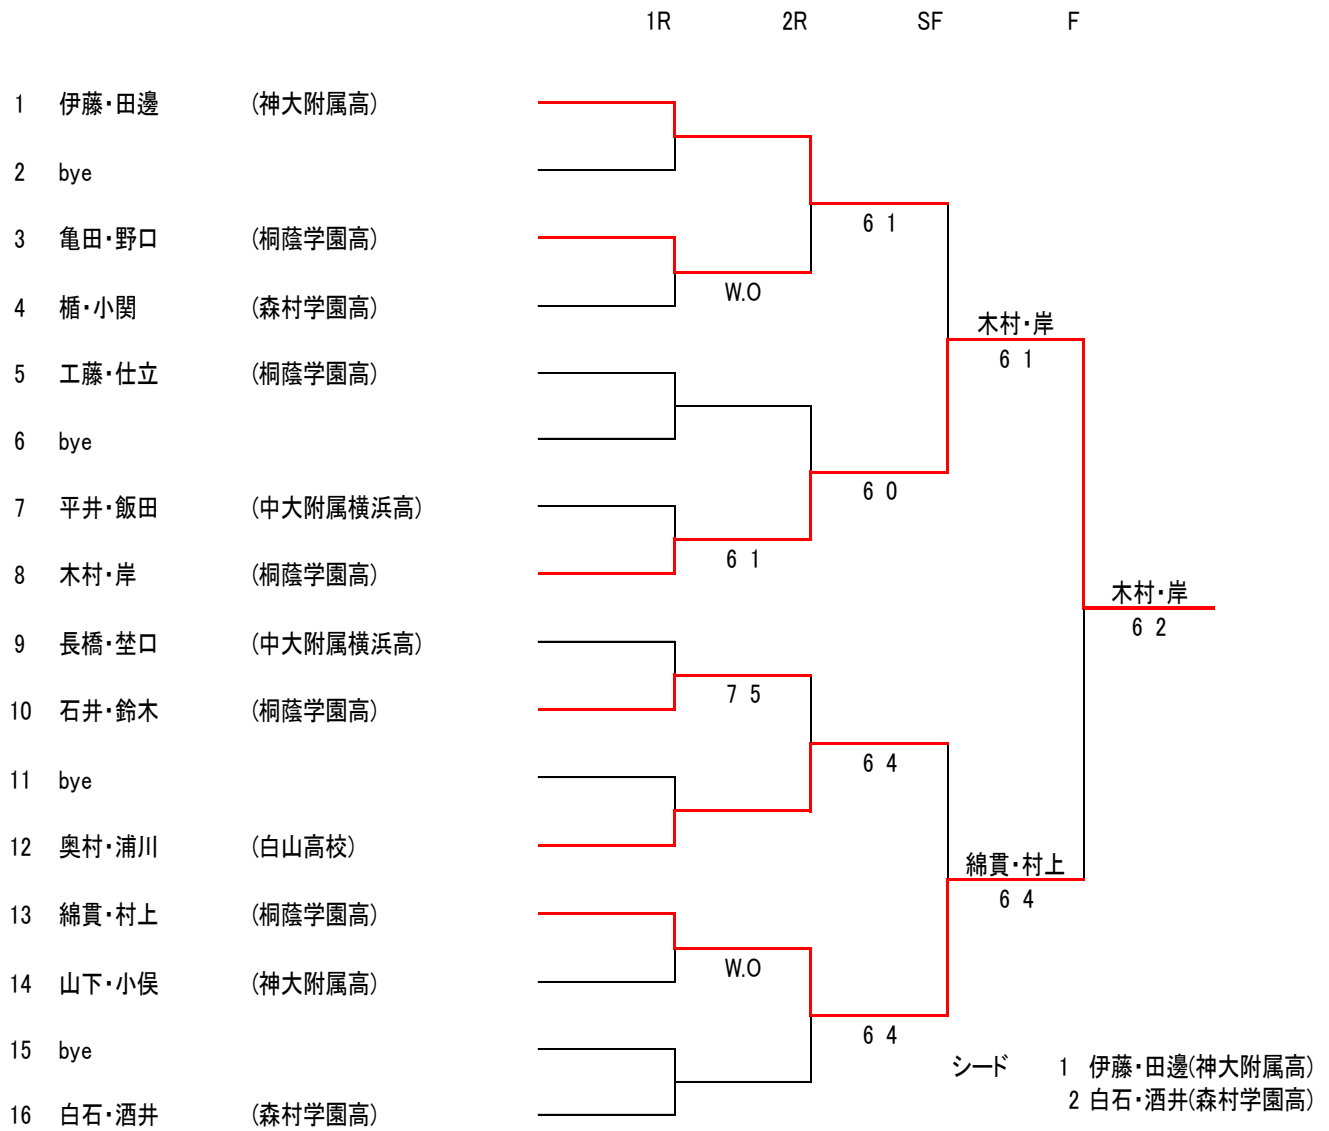 1R 2R SF F
1 伊藤・田邊 (神大附属高)
2 bye
6 1
3 亀田・野口 (桐蔭学園高)
W.O
4 楯・小関 (森村学園高)
木村・岸
6 1
5 工藤・仕立 (桐蔭学園高)
6 bye
6 0
7 平井・飯田 (中大附属横浜高)
6 1
8 木村・岸 (桐蔭学園高)
木村・岸
6 2
9 長橋・埜口 (中大附属横浜高)
7 5
10 石井・鈴木 (桐蔭学園高)
6 4
11 bye
12 奥村・浦川 (白山高校)
綿貫・村上
6 4
13 綿貫・村上 (桐蔭学園高)
W.O
14 山下・小俣 (神大附属高)
6 4
15 bye
16 白石・酒井 (森村学園高)
シード 1 伊藤・田邊(神大附属高)
2 白石・酒井(森村学園高)